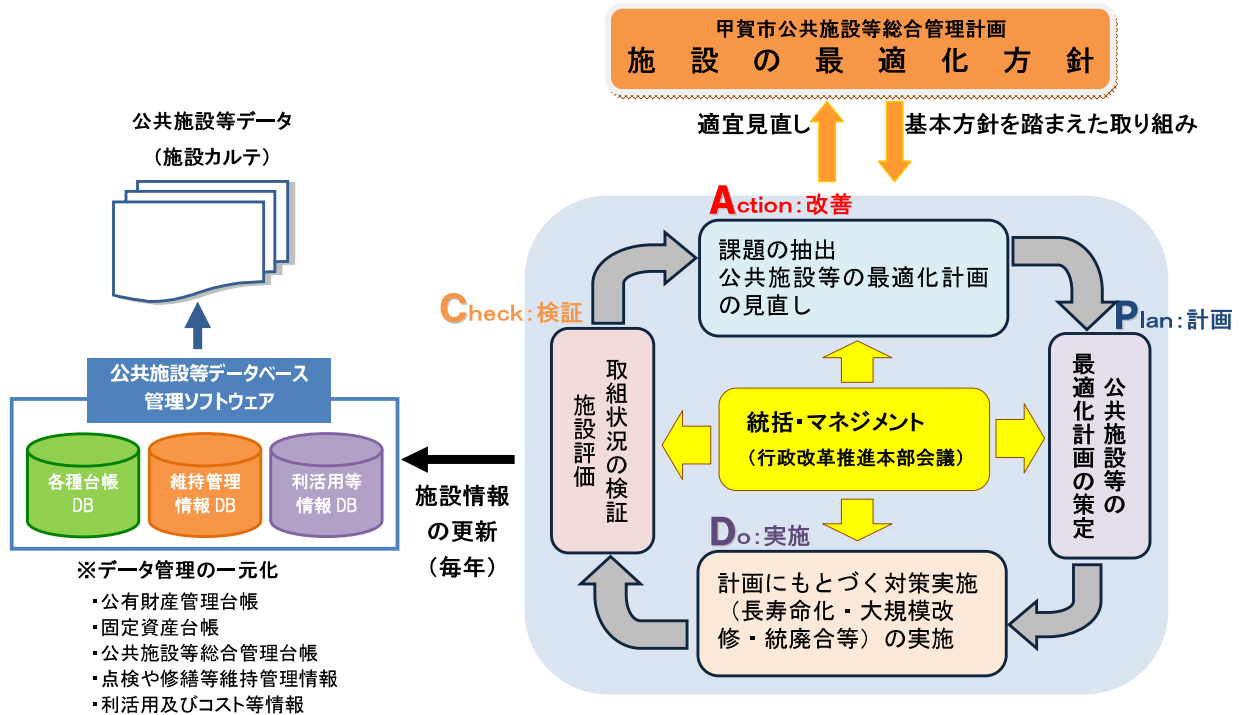 甲賀市公共施設等総合管理計画
施設の最適化方針
適宜見直し
基本方針を踏まえた取り組み
公共施設等データ
（施設カルテ）
公共施設等データベース
管理ソフトウェア
各種台帳
DB
維持管理
情報DB
利活用等
情報DB
※データ管理の一元化
・公有財産管理台帳
・固定資産台帳
・公共施設等総合管理台帳
・点検や修繕等維持管理情報
・利活用及びコスト等情報
施設情報
の更新
（毎年）
Action：改善
課題の抽出
公共施設等の最適化計画
の見直し
Plan：計画
公共施設等の
最適化計画の策定
Check：検証
取組状況の検証
施設評価
統括・マネジメント
（行政改革推進本部会議）
Do：実施
計画にもとづく対策実施
（長寿命化・大規模改
修・統廃合等）の実施